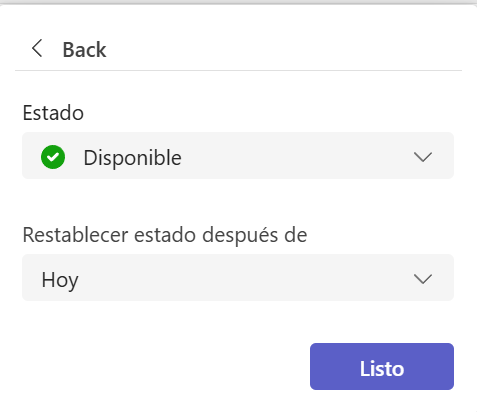 Back
Estado
Disponible
Restablecer estado después de
Hoy
Listo